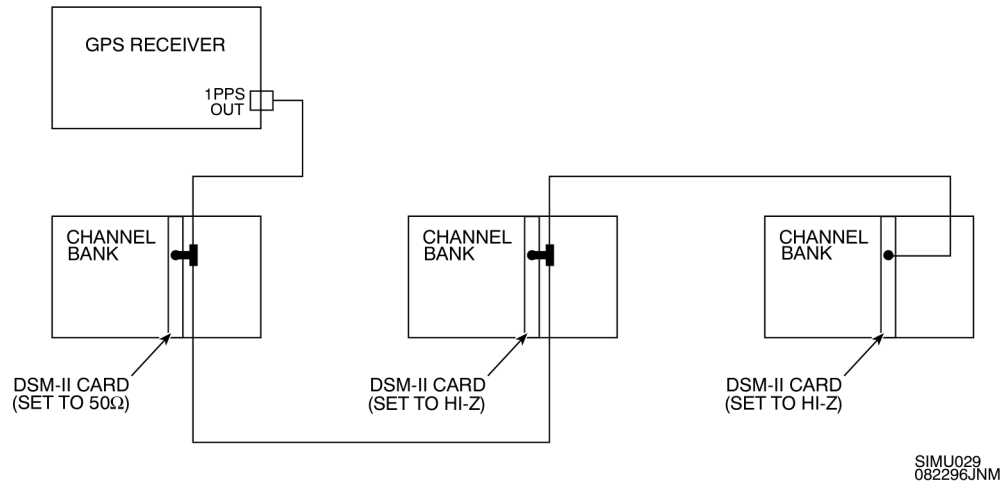 GPS RECEIVER
1PPS
OUT
CHANNEL
BANK
CHANNEL
BANK
CHANNEL
BANK
DSM-II CARD
(SET TO 50Ω)
DSM-II CARD
(SET TO HI-Z)
DSM-II CARD
(SET TO HI-Z)
SIMU029
082296JNM